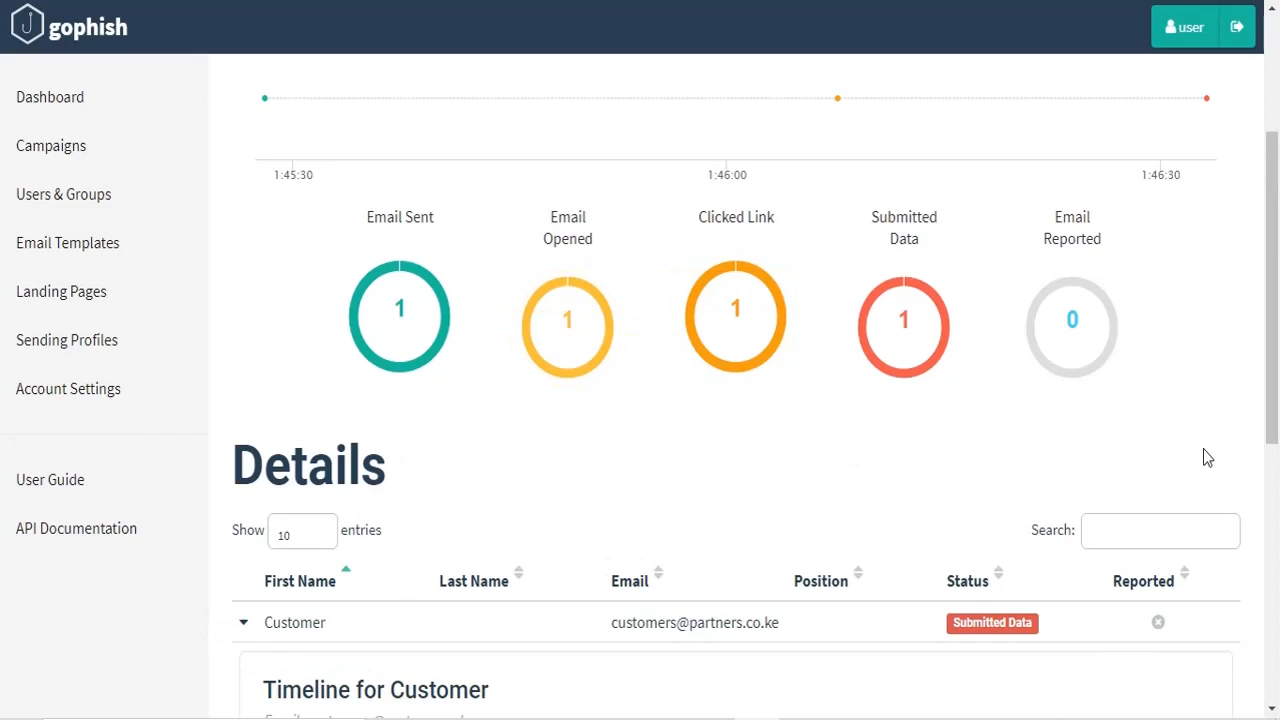 gophish
user
Dashboard
Campaigns
Users & Groups
Email Templates
Landing Pages
Sending Profiles
Account Settings
User Guide
API Documentation
1:45:30 1:46:00 1:46:30
Email Sent
1
Email
Opened
1
Clicked Link
1
Submitted
Data
1
Email
Reported
0
Details
Show 10 entries
Search:
First Name Last Name Email Position Status Reported
Customer customers@partners.co.ke Submitted Data
Timeline for Customer